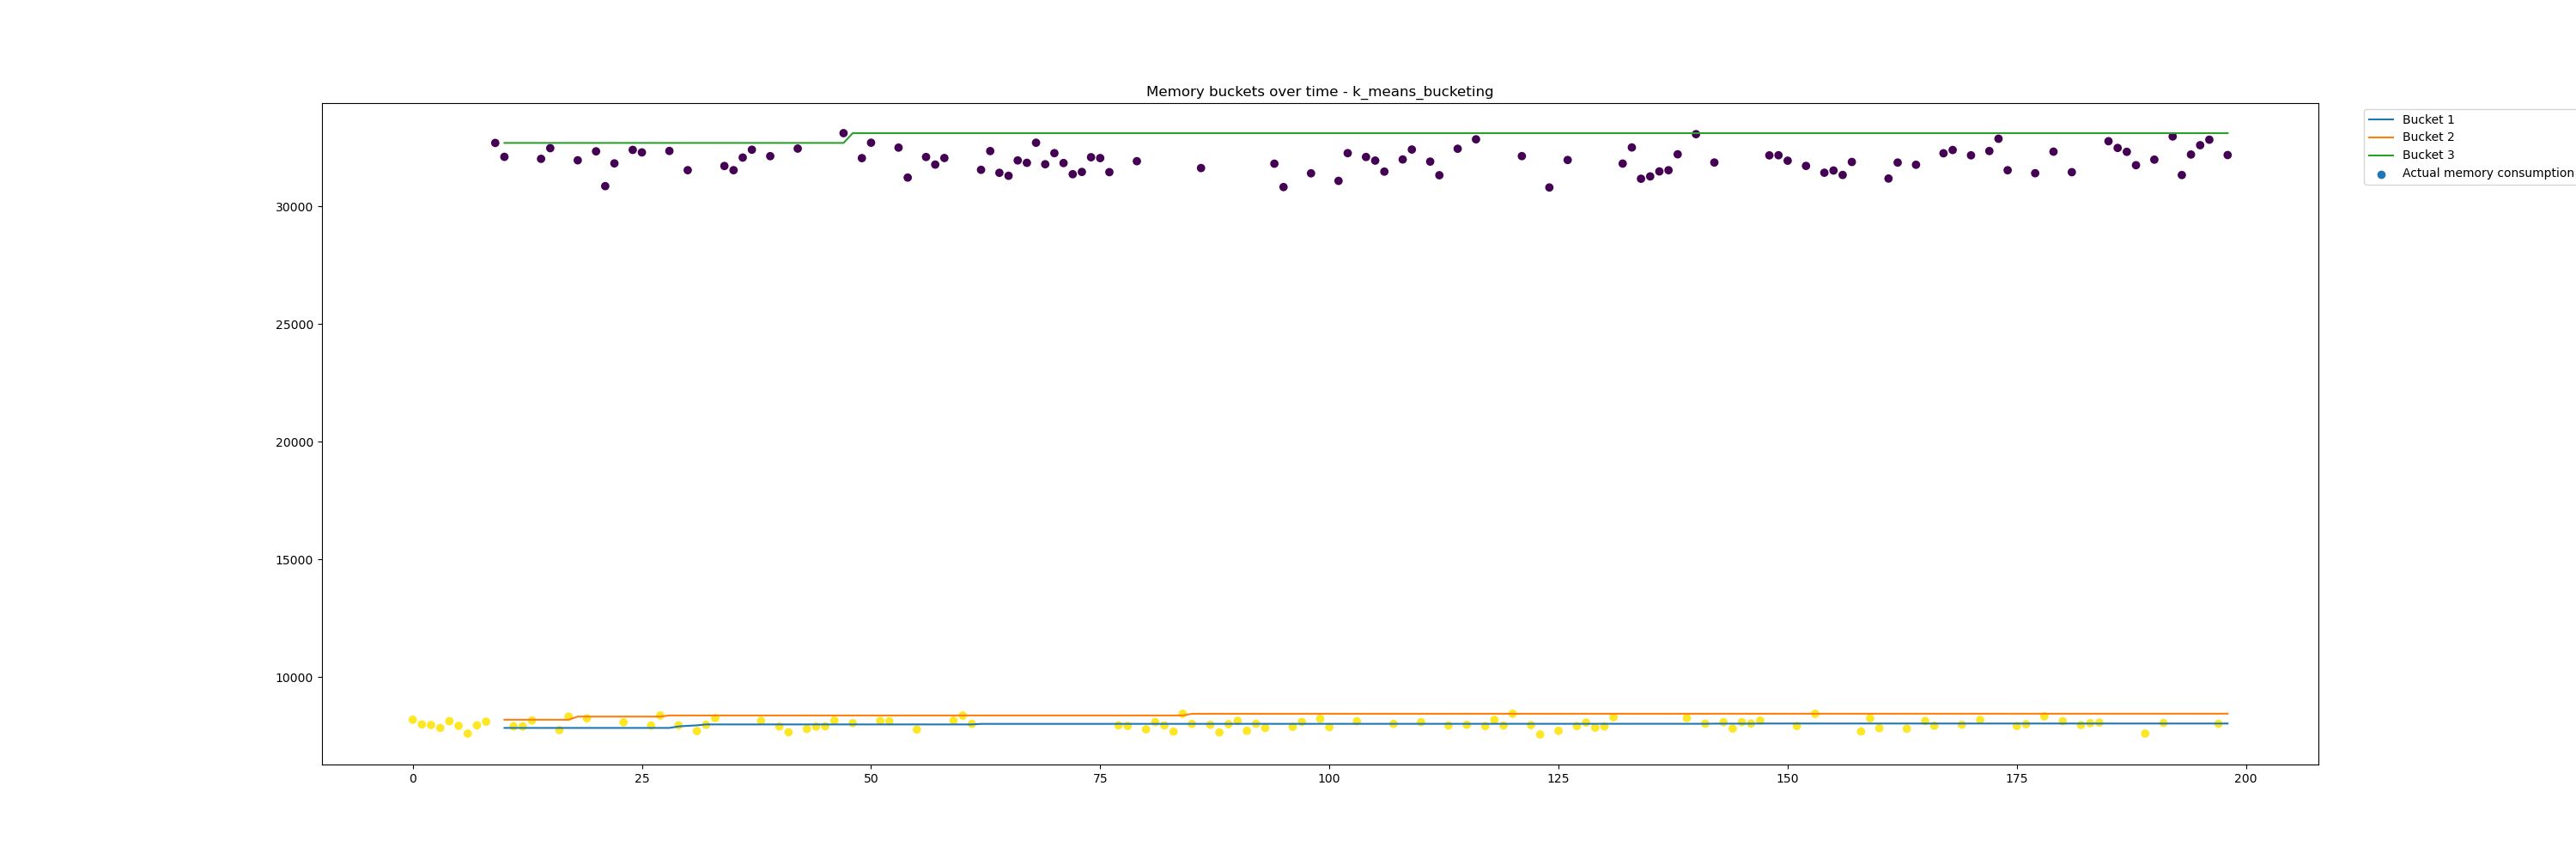 Memory buckets over time - k_means_bucketing
Bucket 1
Bucket 2
Bucket 3
Actual memory consumption
30000
25000
20000
15000
10000
0 25 50 75 100 125 150 175 200